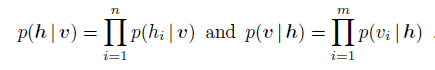 p(h | v) = ∏_{i=1}^{n} p(h_i | v) and p(v | h) = ∏_{i=1}^{m} p(v_i | h) .